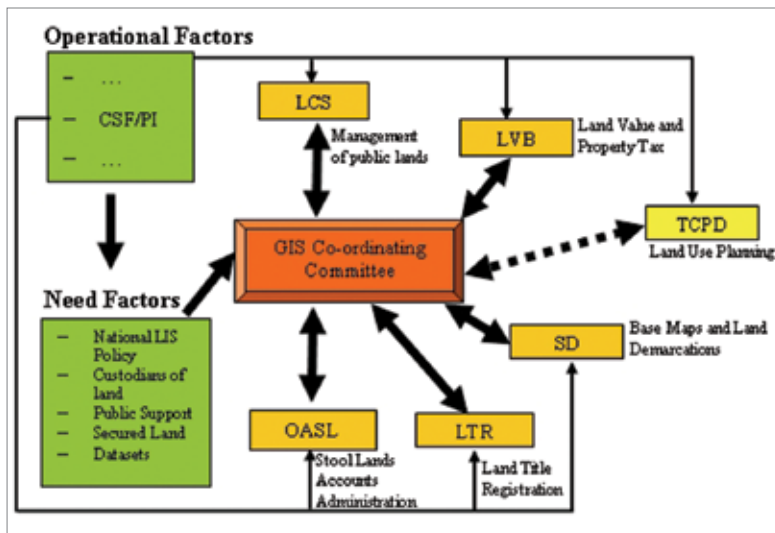 Operational Factors
– ...
– CSF/PI
– ...
LCS
Management
of public lands
LVB
Land Value and
Property Tax
TCPD
Land Use Planning
GIS Co-ordinating
Committee
Need Factors
– National LIS
Policy
– Custodians of
land
– Public Support
– Secured Land
– Datasets
SD
Base Maps and Land
Demarcations
OASL
Stool Lands
Accounts
Administration
LTR
Land Title
Registration